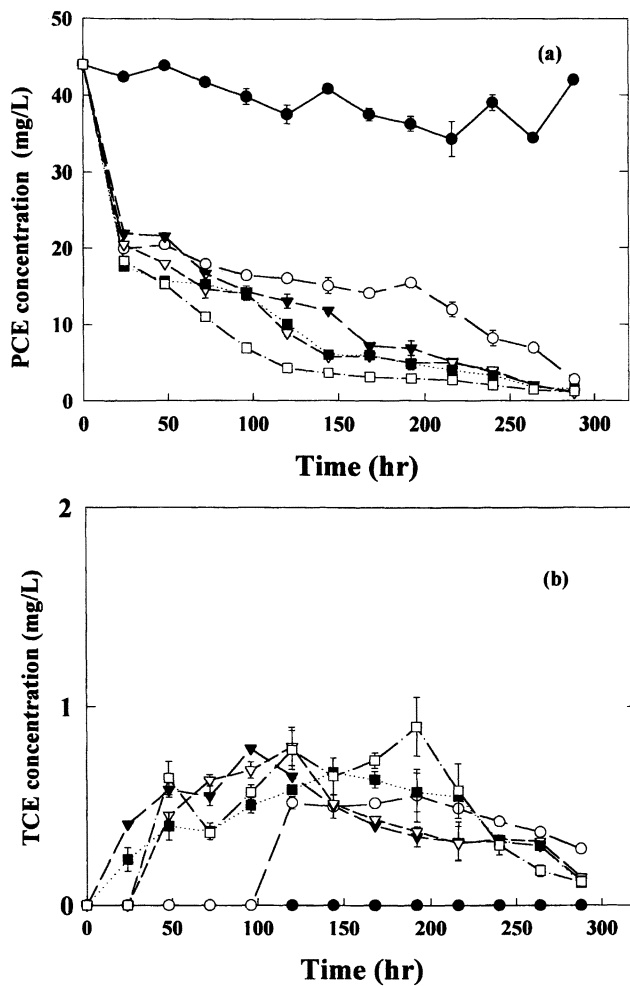 50
(a)
40
30
20
10
0
PCE concentration (mg/L)
0 50 100 150 200 250 300
Time (hr)
2
(b)
1
0
TCE concentration (mg/L)
0 50 100 150 200 250 300
Time (hr)